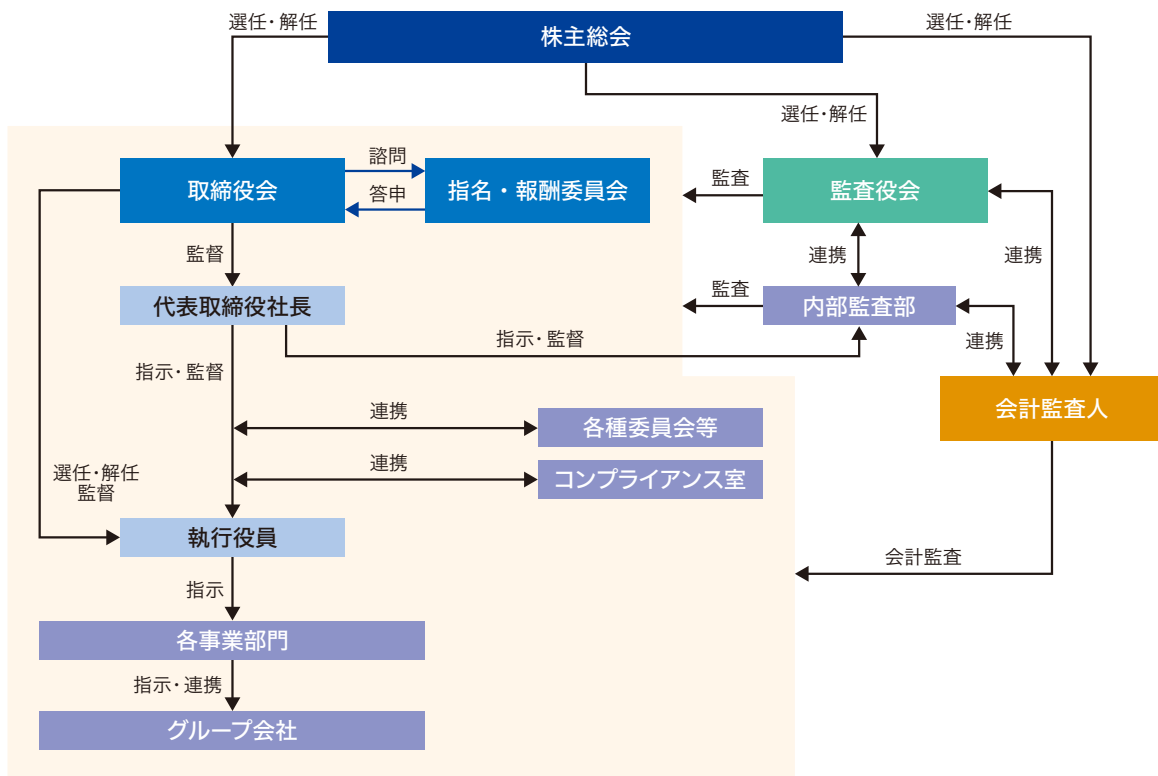 選任・解任
株主総会
選任・解任
選任・解任
諮問
取締役会
指名・報酬委員会
答申
監査
監査役会
監督
連携
連携
代表取締役社長
監査
内部監査部
指示・監督
連携
指示・監督
会計監査人
連携
各種委員会等
連携
コンプライアンス室
選任・解任
監督
執行役員
会計監査
指示
各事業部門
指示・連携
グループ会社